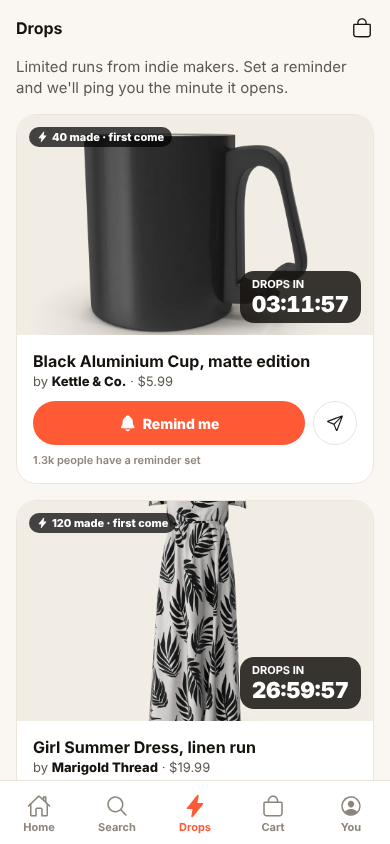 Drops
Limited runs from indie makers. Set a reminder
and we'll ping you the minute it opens.
40 made · first come
DROPS IN
03:11:57
Black Aluminium Cup, matte edition
by Kettle & Co. · $5.99
Remind me
1.3k people have a reminder set
120 made · first come
DROPS IN
26:59:57
Girl Summer Dress, linen run
by Marigold Thread · $19.99
Home Search Drops Cart You